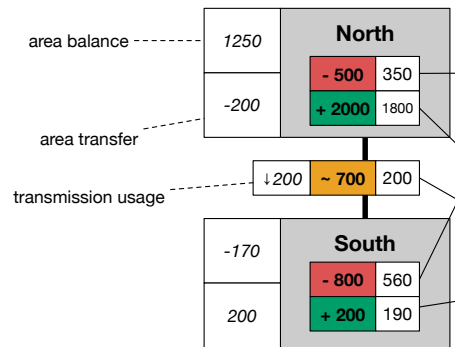 area balance
1250
North
- 500 350
+ 2000 1800
-200
area transfer
↓200 ~ 700 200
transmission usage
-170
South
- 800 560
+ 200 190
200